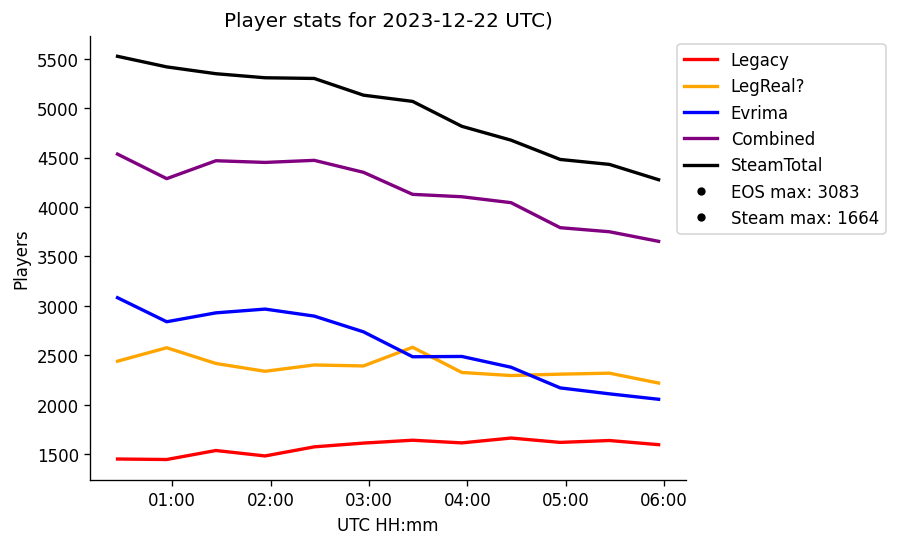 Player stats for 2023-12-22 UTC)
Players
5500
5000
4500
4000
3500
3000
2500
2000
1500
01:00 02:00 03:00 04:00 05:00 06:00
UTC HH:mm
Legacy
LegReal?
Evrima
Combined
SteamTotal
EOS max: 3083
Steam max: 1664